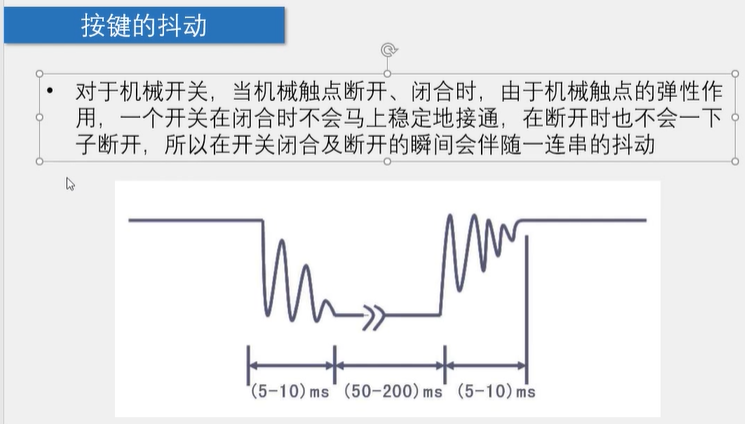 按键的抖动
• 对于机械开关，当机械触点断开、闭合时，由于机械触点的弹性作
用，一个开关在闭合时不会马上稳定地接通，在断开时也不会一下
子断开，所以在开关闭合及断开的瞬间会伴随一连串的抖动
(5-10)ms (50-200)ms (5-10)ms